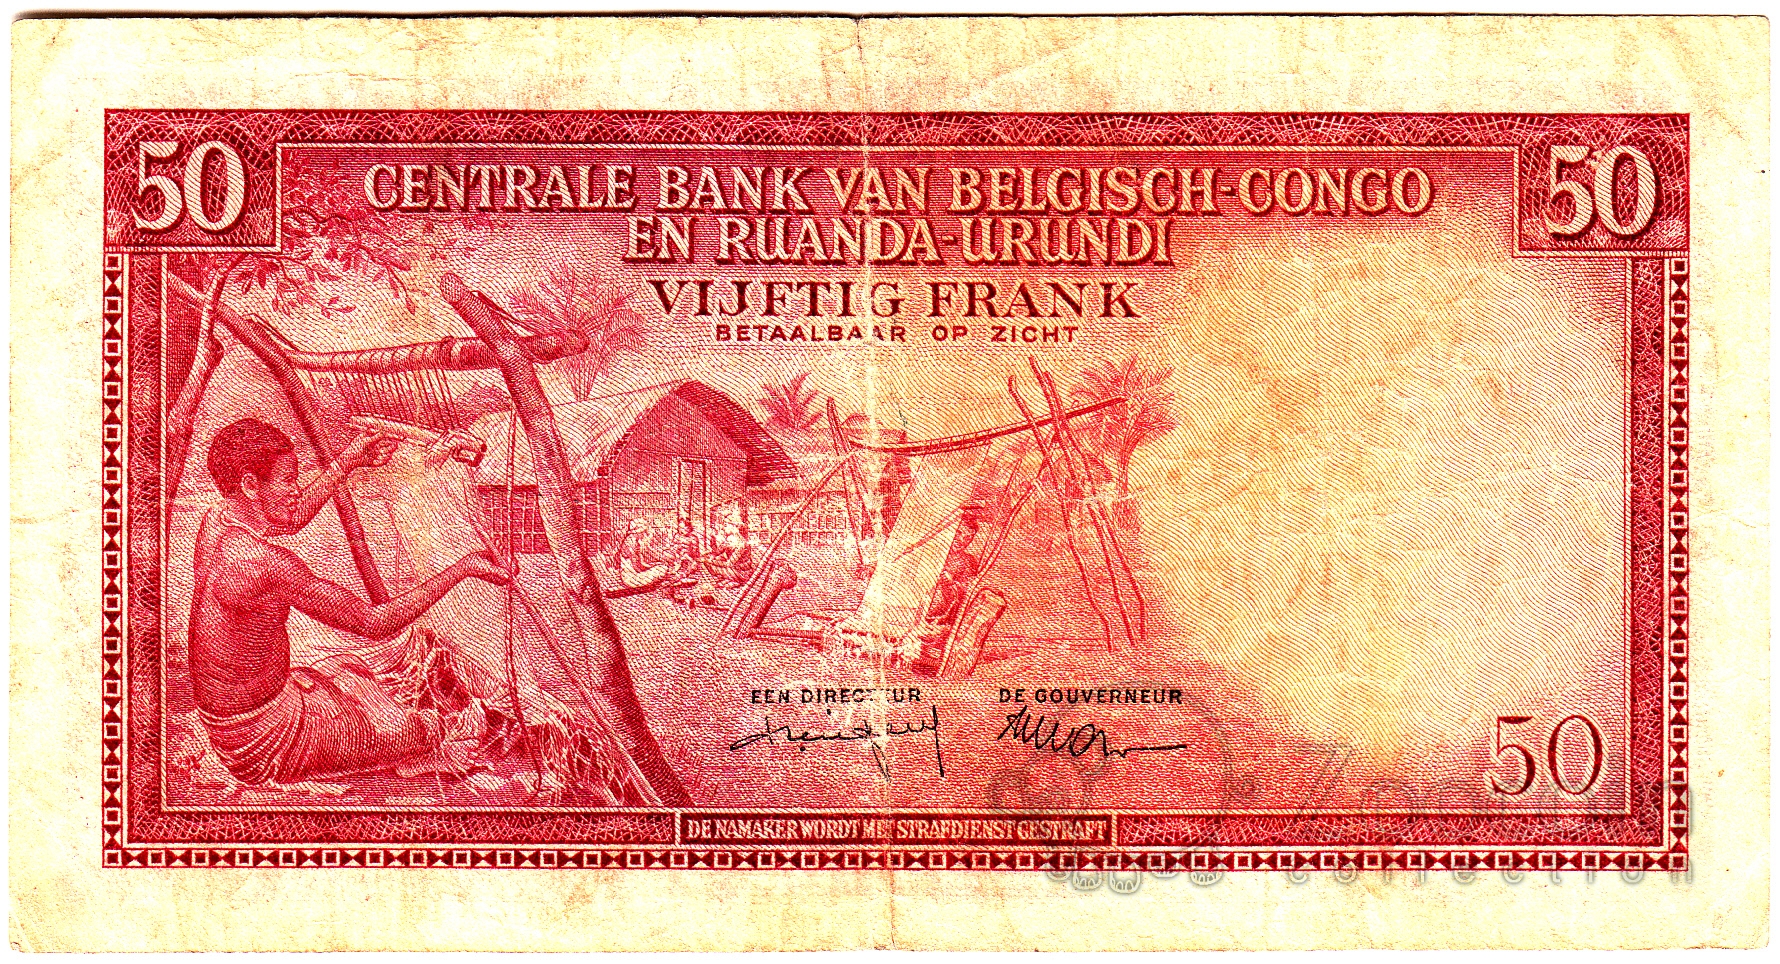 50
50
CENTRALE BANK VAN BELGISCH-CONGO
EN RUANDA-URUNDI
VIJFTIG FRANK
BETAALBAAR OP ZICHT
EEN DIRECTEUR
DE GOUVERNEUR
50
DE NAMAKER WORDT MET STRAFDIENST GESTRAFT
collection